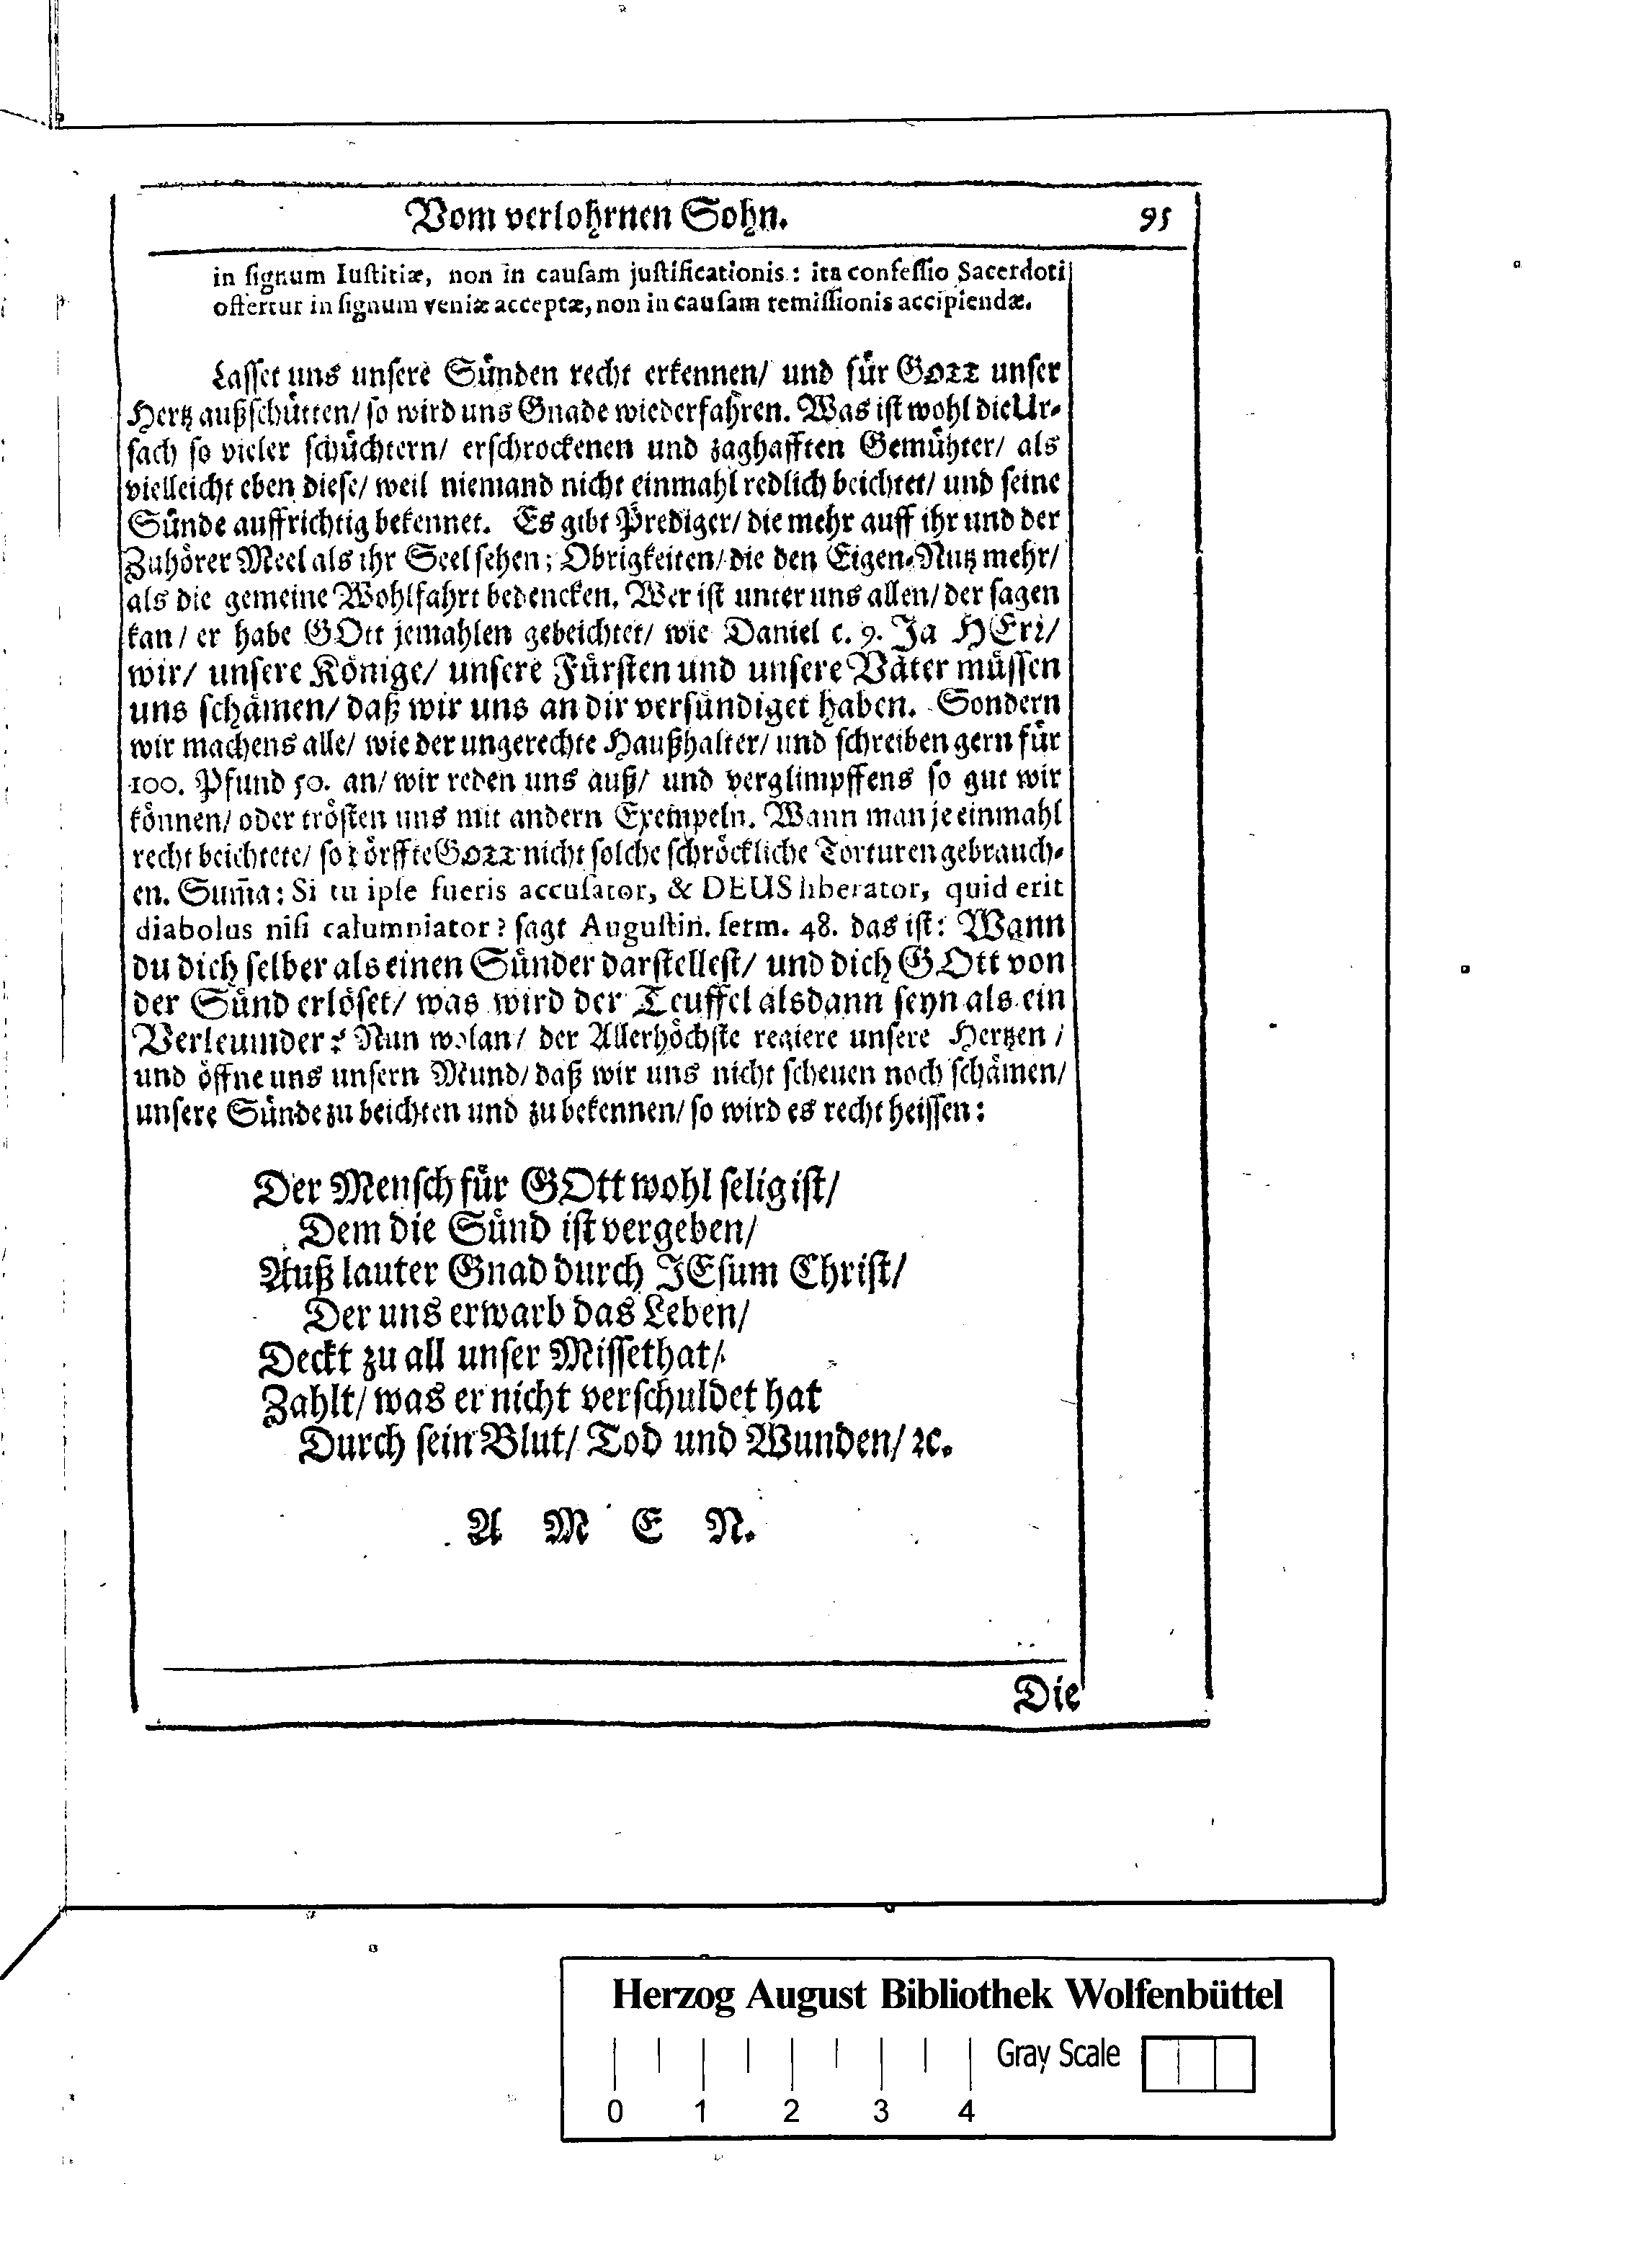 Vom verlohrnen Sohn. 95
in ſignum Iuſtitiæ, non in cauſam juſtificationis: ita confeſſio Sacerdoti
offertur in ſignum veniæ acceptæ, non in cauſam remiſſionis accipiendæ.
Laſſet uns unſere Sünden recht erkennen/ und für GOTT unſer
Hertz außſchütten/ ſo wird uns Gnade wiederfahren. Was iſt wohl die Ur-
ſach ſo vieler ſchüchtern/ erſchrockenen und zaghafften Gemühter/ als
vielleicht eben dieſe/ weil niemand nicht einmahl redlich beichtet/ und ſeine
Sünde auffrichtig bekennet. Es gibt Prediger/ die mehr auff ihr und der
Zuhörer Meel als ihr Seel ſehen; Obrigkeiten/ die den Eigen-Nutz mehr/
als die gemeine Wohlfahrt bedencken. Wer iſt unter uns allen/ der ſagen
kan/ er habe GOtt jemahlen gebeichtet/ wie Daniel c. 9. Ja HErr/
wir/ unſere Könige/ unſere Fürſten und unſere Väter müſſen
uns ſchämen/ daß wir uns an dir verſündiget haben. Sondern
wir machens alle/ wie der ungerechte Haußhalter/ und ſchreiben gern für
100. Pfund 50. an/ wir reden uns auß/ und verglimpffens ſo gut wir
können/ oder tröſten uns mit andern Exempeln. Wann man je einmahl
recht beichtete/ ſo dörffte GOTT nicht ſolche ſchröckliche Torturen gebrauch-
en. Sum̃a: Si tu ipſe fueris accuſator, & DEUS liberator, quid erit
diabolus niſi calumniator? ſagt Auguſtin. ſerm. 48. das iſt: Wann
du dich ſelber als einen Sünder darſtelleſt/ und dich GOtt von
der Sünd erlöſet/ was wird der Teuffel alsdann ſeyn als ein
Verleumder? Nun wolan/ der Allerhöchſte regiere unſere Hertzen/
und öffne uns unſern Mund/ daß wir uns nicht ſcheuen noch ſchämen/
unſere Sünde zu beichten und zu bekennen/ ſo wird es recht heiſſen:
Der Menſch für GOtt wohl ſelig iſt/
Dem die Sünd iſt vergeben/
Auß lauter Gnad durch JEſum Chriſt/
Der uns erwarb das Leben/
Deckt zu all unſer Miſſethat/
Zahlt/ was er nicht verſchuldet hat
Durch ſein Blut/ Tod und Wunden/ ꝛc.
A M E N.
Die
Herzog August Bibliothek Wolfenbüttel
Gray Scale
0 1 2 3 4